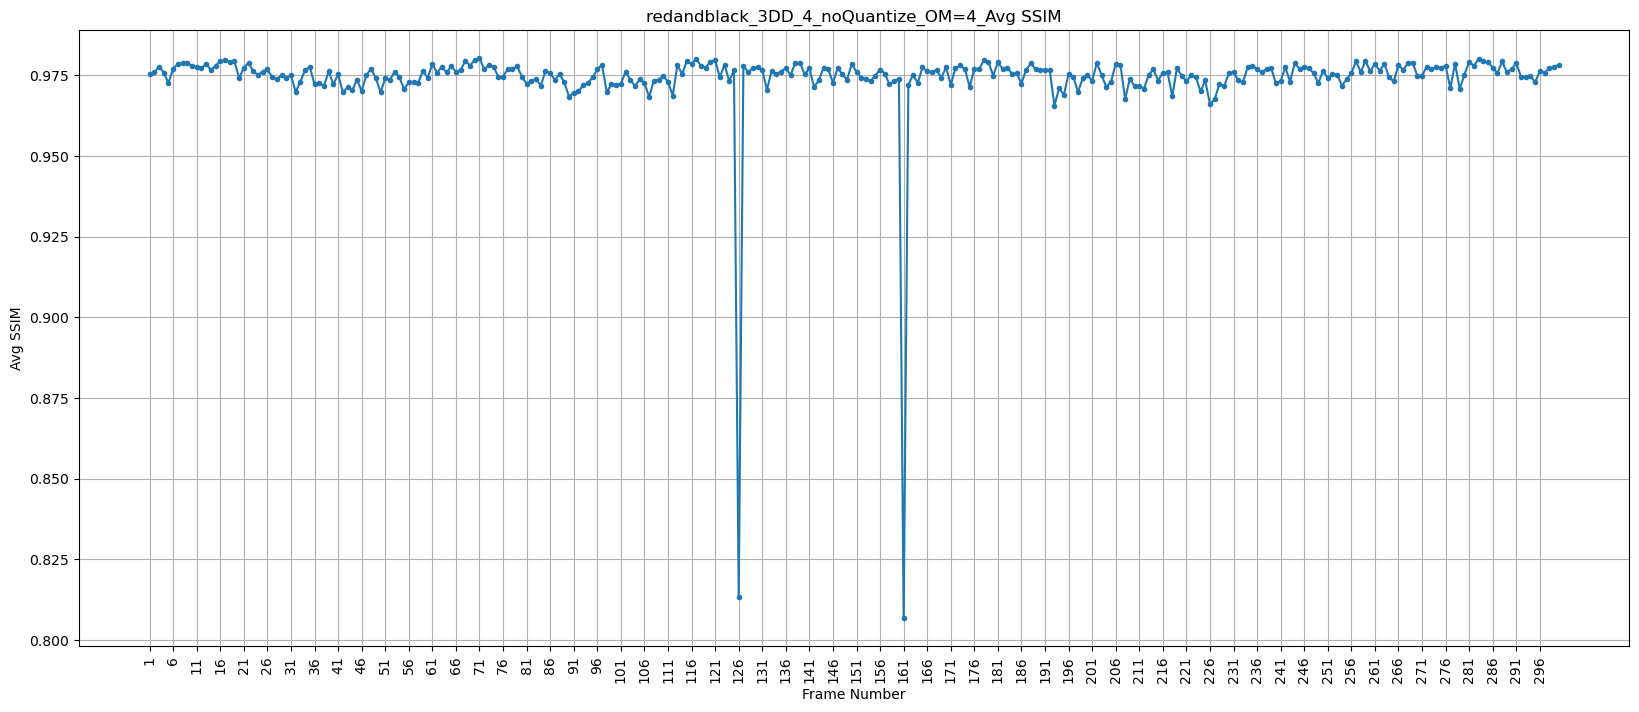 redandblack_3DD_4_noQuantize_OM=4_Avg SSIM
Avg SSIM
0.975
0.950
0.925
0.900
0.875
0.850
0.825
0.800
1 6 11 16 21 26 31 36 41 46 51 56 61 66 71 76 81 86 91 96 101 106 111 116 121 126 131 136 141 146 151 156 161 166 171 176 181 186 191 196 201 206 211 216 221 226 231 236 241 246 251 256 261 266 271 276 281 286 291 296
Frame Number